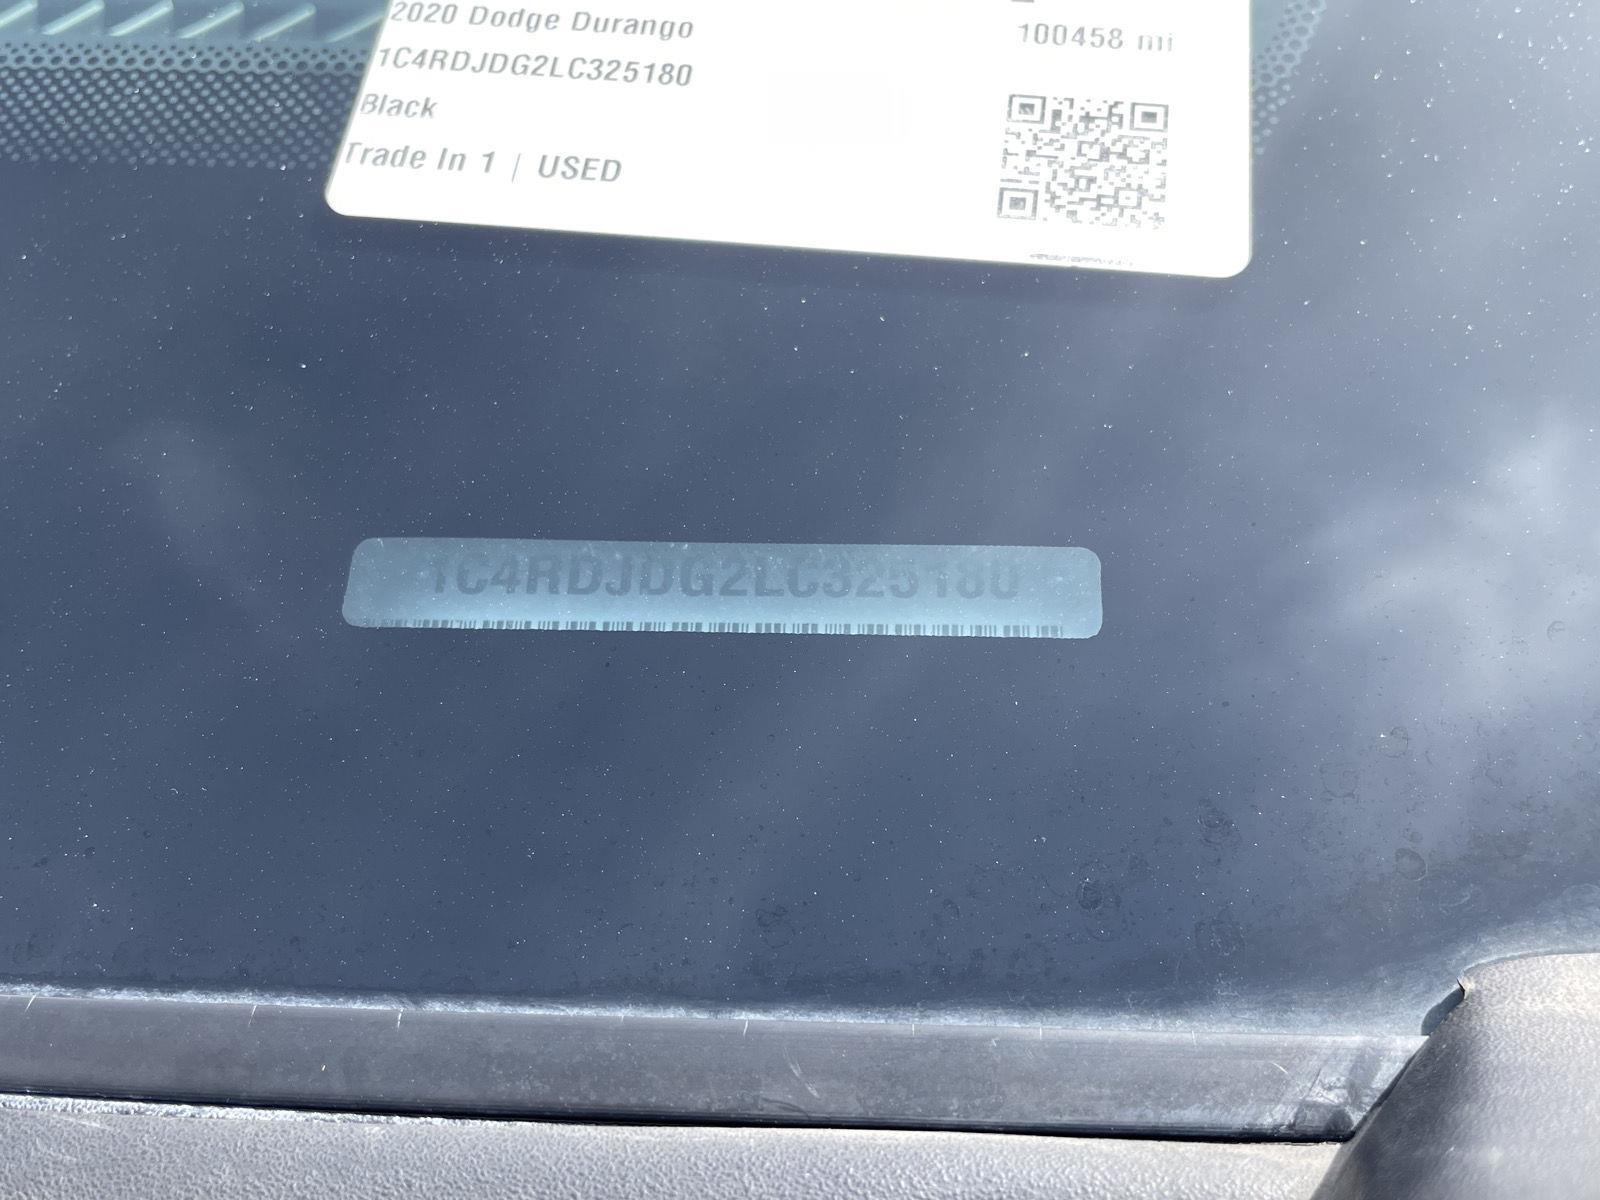 2020 Dodge Durango
100458 mi
1C4RDJDG2LC325180
Black
Trade In 1 | USED
1C4RDJDG2LC325180